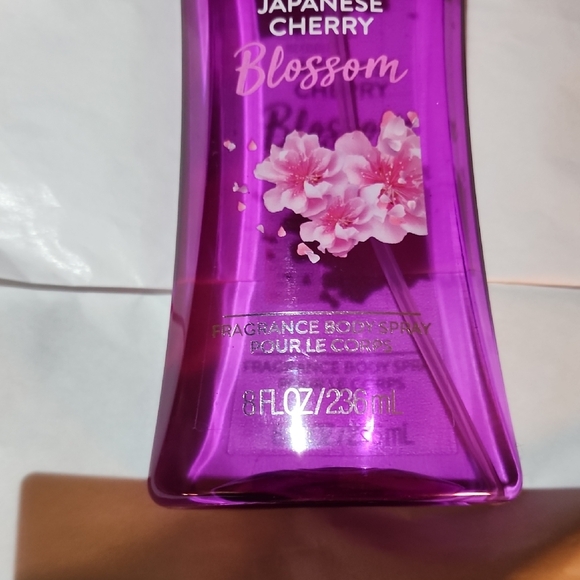 JAPANESE
CHERRY
Blossom
FRAGRANCE BODY SPRAY
POUR LE CORPS
8 FL OZ/236 mL